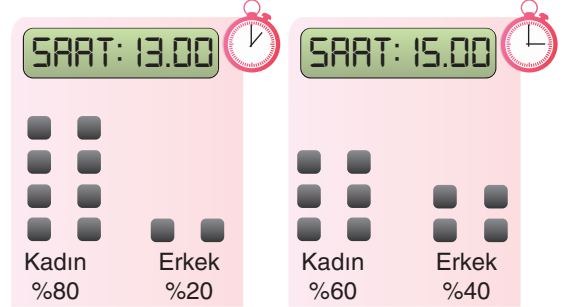 SAAT: 13.00
Kadın Erkek
%80 %20
SAAT: 15.00
Kadın Erkek
%60 %40